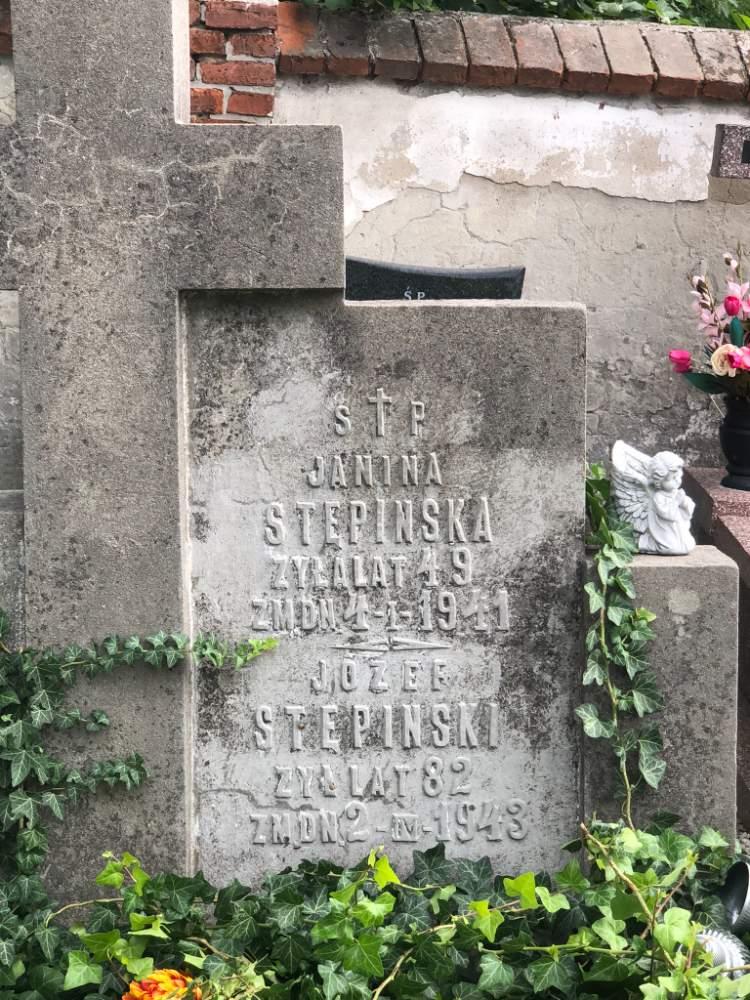 ŚP
Ś † P
JANINA
STĘPIŃSKA
ŻYŁA LAT 49
ZM DN 4-I-1941
JÓZEF
STĘPIŃSKI
ŻYŁ LAT 82
ZM DN 2-IV-1943